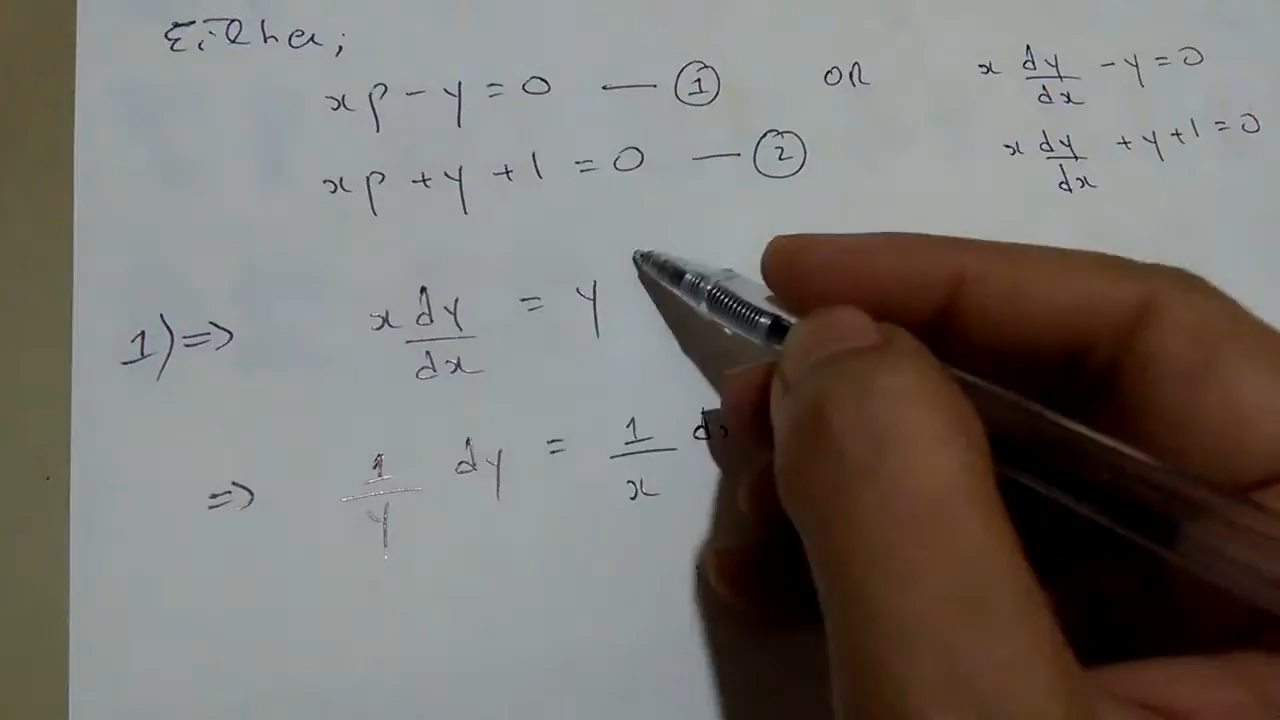 Either;
xp - y = 0 — ① OR x dy/dx - y = 0
xp + y + 1 = 0 — ② x dy/dx + y + 1 = 0
1) => x dy/dx = y
=> 1/y dy = 1/x